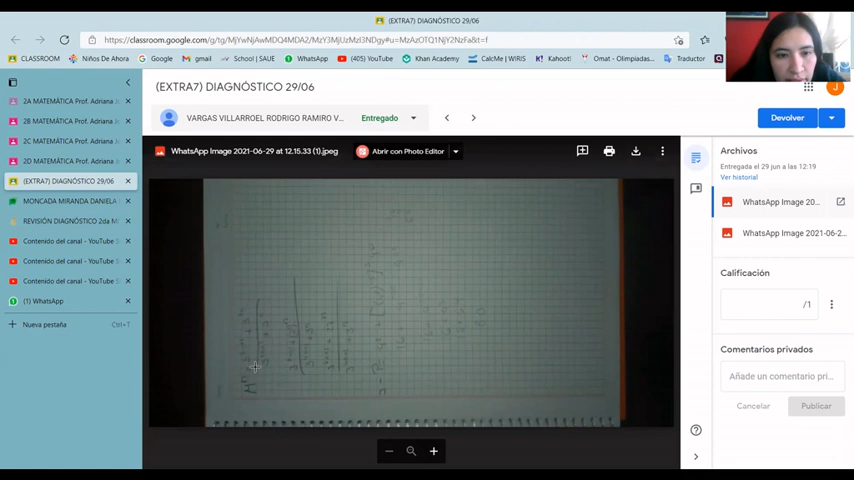 (EXTRA7) DIAGNÓSTICO 29/06
https://classroom.google.com/g/tg/MjYwNjAwMDQ4MDA2/MzY3MjUzMzI3NDgy#u=MzAzOTQ1NjY2NzFa&t=f
CLASSROOM
Niños De Ahora
Google
gmail
School | SAUE
WhatsApp
(405) YouTube
Khan Academy
CalcMe | WIRIS
Kahoot!
Omat - Olimpiadas...
Traductor
2A MATEMÁTICA Prof. Adriana
2B MATEMÁTICA Prof. Adriana
2C MATEMÁTICA Prof. Adriana
2D MATEMÁTICA Prof. Adriana
(EXTRA7) DIAGNÓSTICO 29/06
MONCADA MIRANDA DANIELA
REVISIÓN DIAGNÓSTICO 2da
Contenido del canal - YouTube
Contenido del canal - YouTube
Contenido del canal - YouTube
(1) WhatsApp
Nueva pestaña
Ctrl+T
(EXTRA7) DIAGNÓSTICO 29/06
VARGAS VILLARROEL RODRIGO RAMIRO V...
Entregado
Devolver
WhatsApp Image 2021-06-29 at 12.15.33 (1).jpeg
Abrir con Photo Editor
Archivos
Entregada el 29 jun a las 12:19
Ver historial
WhatsApp Image 20...
WhatsApp Image 2021-06-2...
Calificación
/1
Comentarios privados
Añade un comentario pri...
Cancelar
Publicar